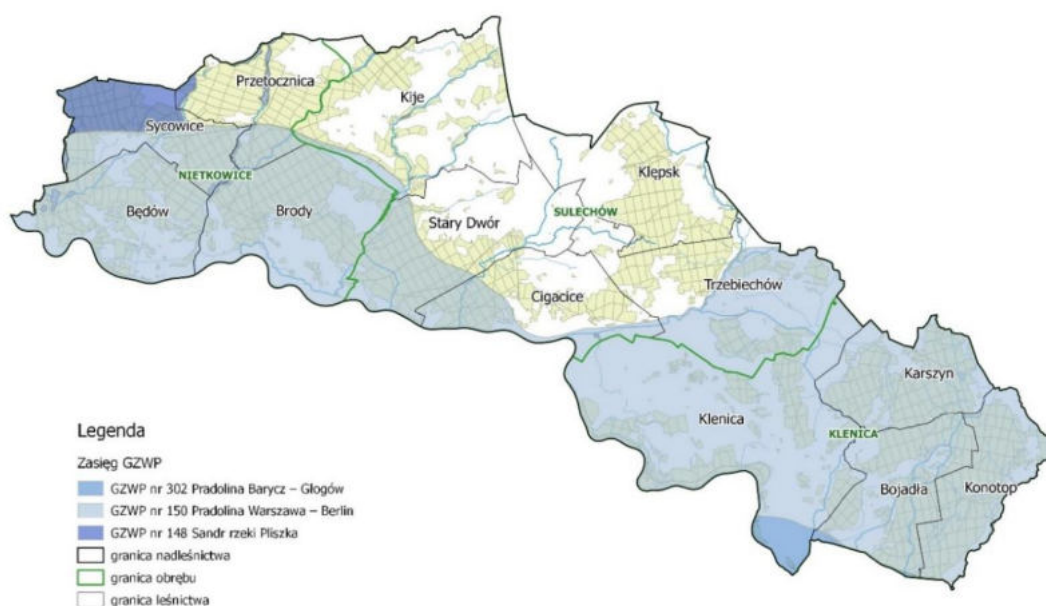 Przetocznica
Kije
Sycowice
Klępsk
NIETKOWICE
Będów
Brody
Stary Dwór
SULECHÓW
Trzebiechów
Cigacice
Karszyn
Klenica
KLENICA
Bojadła
Konotop
Legenda
Zasięg GZWP
GZWP nr 302 Pradolina Barycz – Głogów
GZWP nr 150 Pradolina Warszawa – Berlin
GZWP nr 148 Sandr rzeki Pliszka
granica nadleśnictwa
granica obrębu
granica leśnictwa